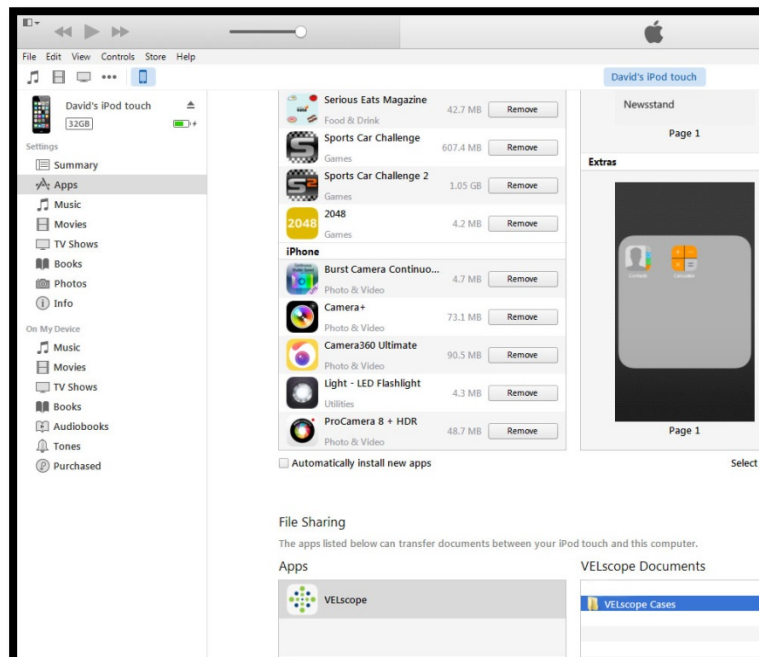 File Edit View Controls Store Help
David's iPod touch
David's iPod touch
32GB
Settings
Summary
Apps
Music
Movies
TV Shows
Books
Photos
Info
On My Device
Music
Movies
TV Shows
Books
Audiobooks
Tones
Purchased
Serious Eats Magazine
Food & Drink
42.7 MB Remove
Sports Car Challenge
Games
607.4 MB Remove
Sports Car Challenge 2
Games
1.05 GB Remove
2048
2048
Games
4.2 MB Remove
iPhone
Burst Camera Continuo...
Photo & Video
4.7 MB Remove
Camera+
Photo & Video
73.1 MB Remove
Camera360 Ultimate
Photo & Video
90.5 MB Remove
Light - LED Flashlight
Utilities
4.3 MB Remove
ProCamera 8 + HDR
Photo & Video
48.7 MB Remove
Automatically install new apps
Newsstand
Page 1
Extras
Contacts Calculator
Page 1
Select
File Sharing
The apps listed below can transfer documents between your iPod touch and this computer.
Apps
VELscope
VELscope Documents
VELscope Cases